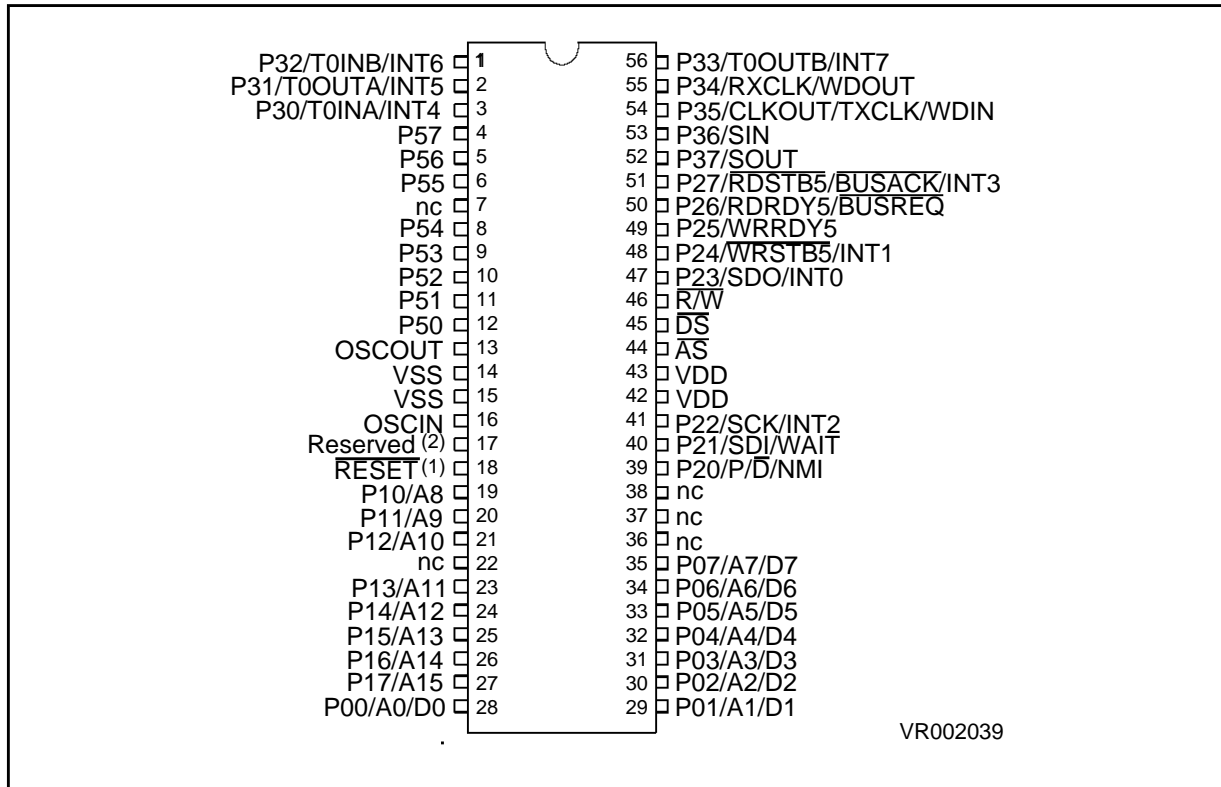 P32/T0INB/INT6 1 56 P33/T0OUTB/INT7
P31/T0OUTA/INT5 2 55 P34/RXCLK/WDOUT
P30/T0INA/INT4 3 54 P35/CLKOUT/TXCLK/WDIN
P57 4 53 P36/SIN
P56 5 52 P37/SOUT
P55 6 51 P27/RDSTB5/BUSACK/INT3
nc 7 50 P26/RDRDY5/BUSREQ
P54 8 49 P25/WRRDY5
P53 9 48 P24/WRSTB5/INT1
P52 10 47 P23/SDO/INT0
P51 11 46 R/W
P50 12 45 DS
OSCOUT 13 44 AS
VSS 14 43 VDD
VSS 15 42 VDD
OSCIN 16 41 P22/SCK/INT2
Reserved (2) 17 40 P21/SDI/WAIT
RESET (1) 18 39 P20/P/D/NMI
P10/A8 19 38 nc
P11/A9 20 37 nc
P12/A10 21 36 nc
nc 22 35 P07/A7/D7
P13/A11 23 34 P06/A6/D6
P14/A12 24 33 P05/A5/D5
P15/A13 25 32 P04/A4/D4
P16/A14 26 31 P03/A3/D3
P17/A15 27 30 P02/A2/D2
P00/A0/D0 28 29 P01/A1/D1
VR002039